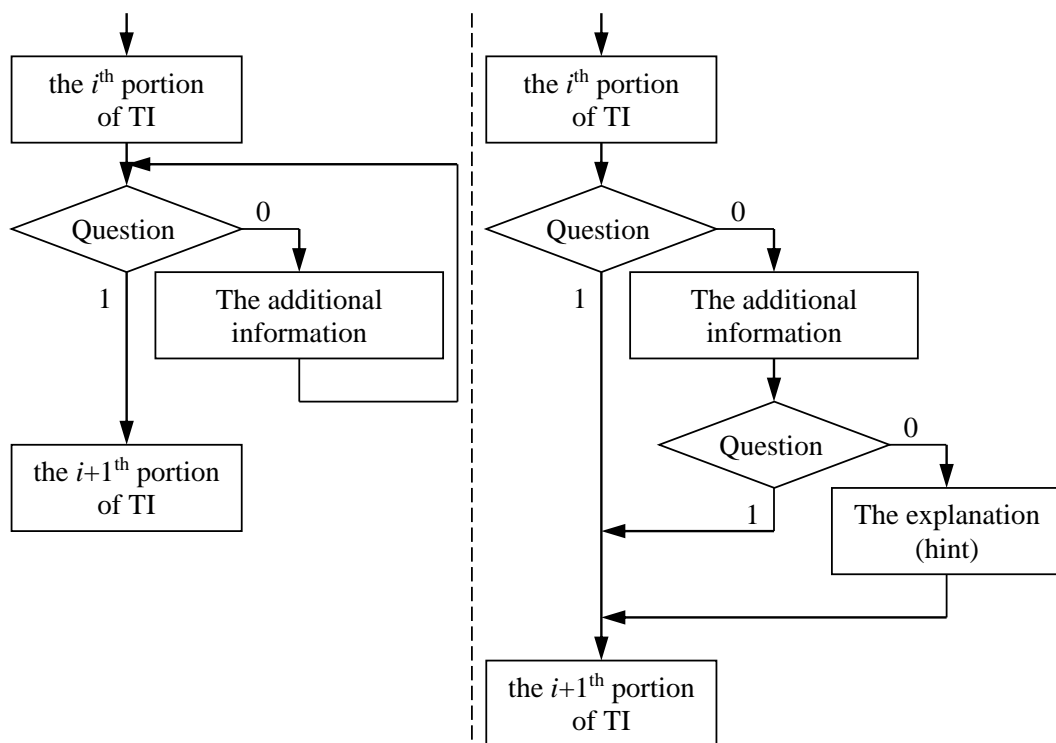 the iᵗʰ portion
of TI
Question
0
1
The additional
information
the i+1ᵗʰ portion
of TI
the iᵗʰ portion
of TI
Question
0
1
The additional
information
Question
0
1
The explanation
(hint)
the i+1ᵗʰ portion
of TI